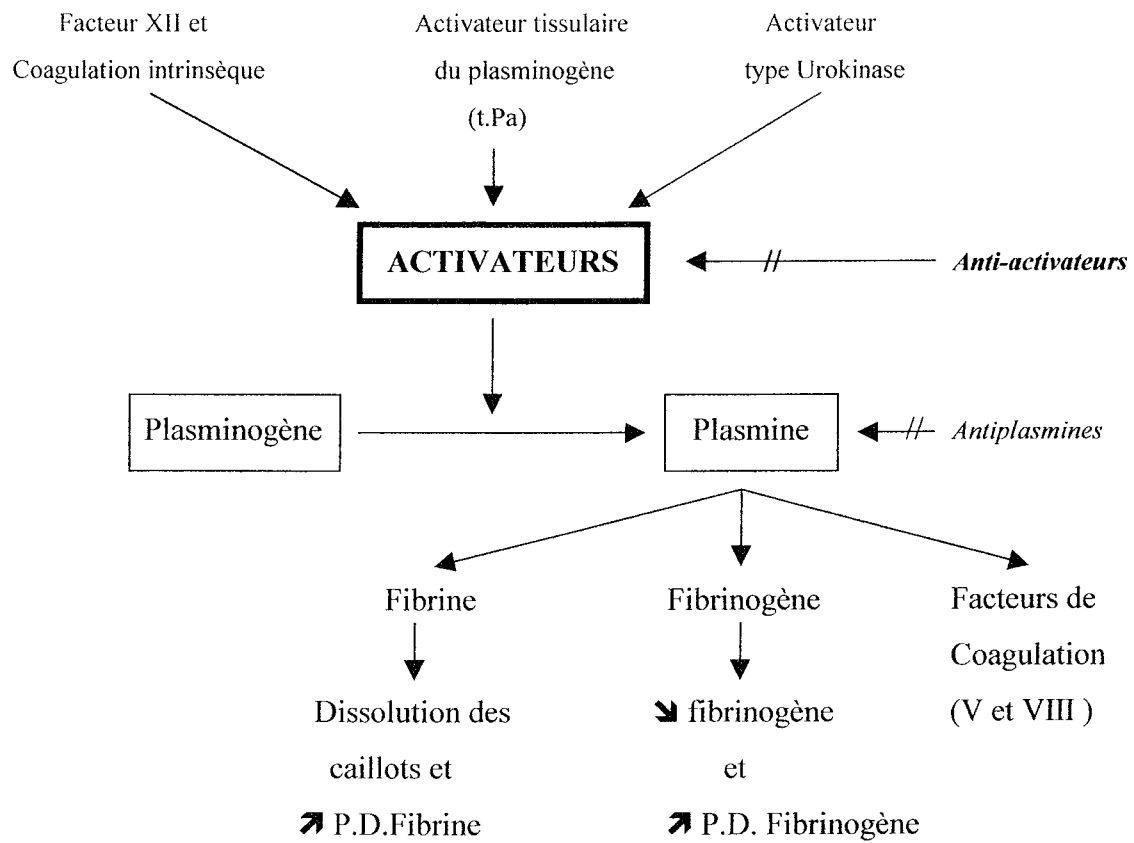 Facteur XII et
Coagulation intrinsèque
Activateur tissulaire
du plasminogène
(t.Pa)
Activateur
type Urokinase
ACTIVATEURS
Anti-activateurs
Plasminogène
Plasmine
Antiplasmines
Fibrine
Fibrinogène
Facteurs de
Coagulation
(V et VIII )
Dissolution des
caillots et
↗ P.D.Fibrine
↘ fibrinogène
et
↗ P.D. Fibrinogène